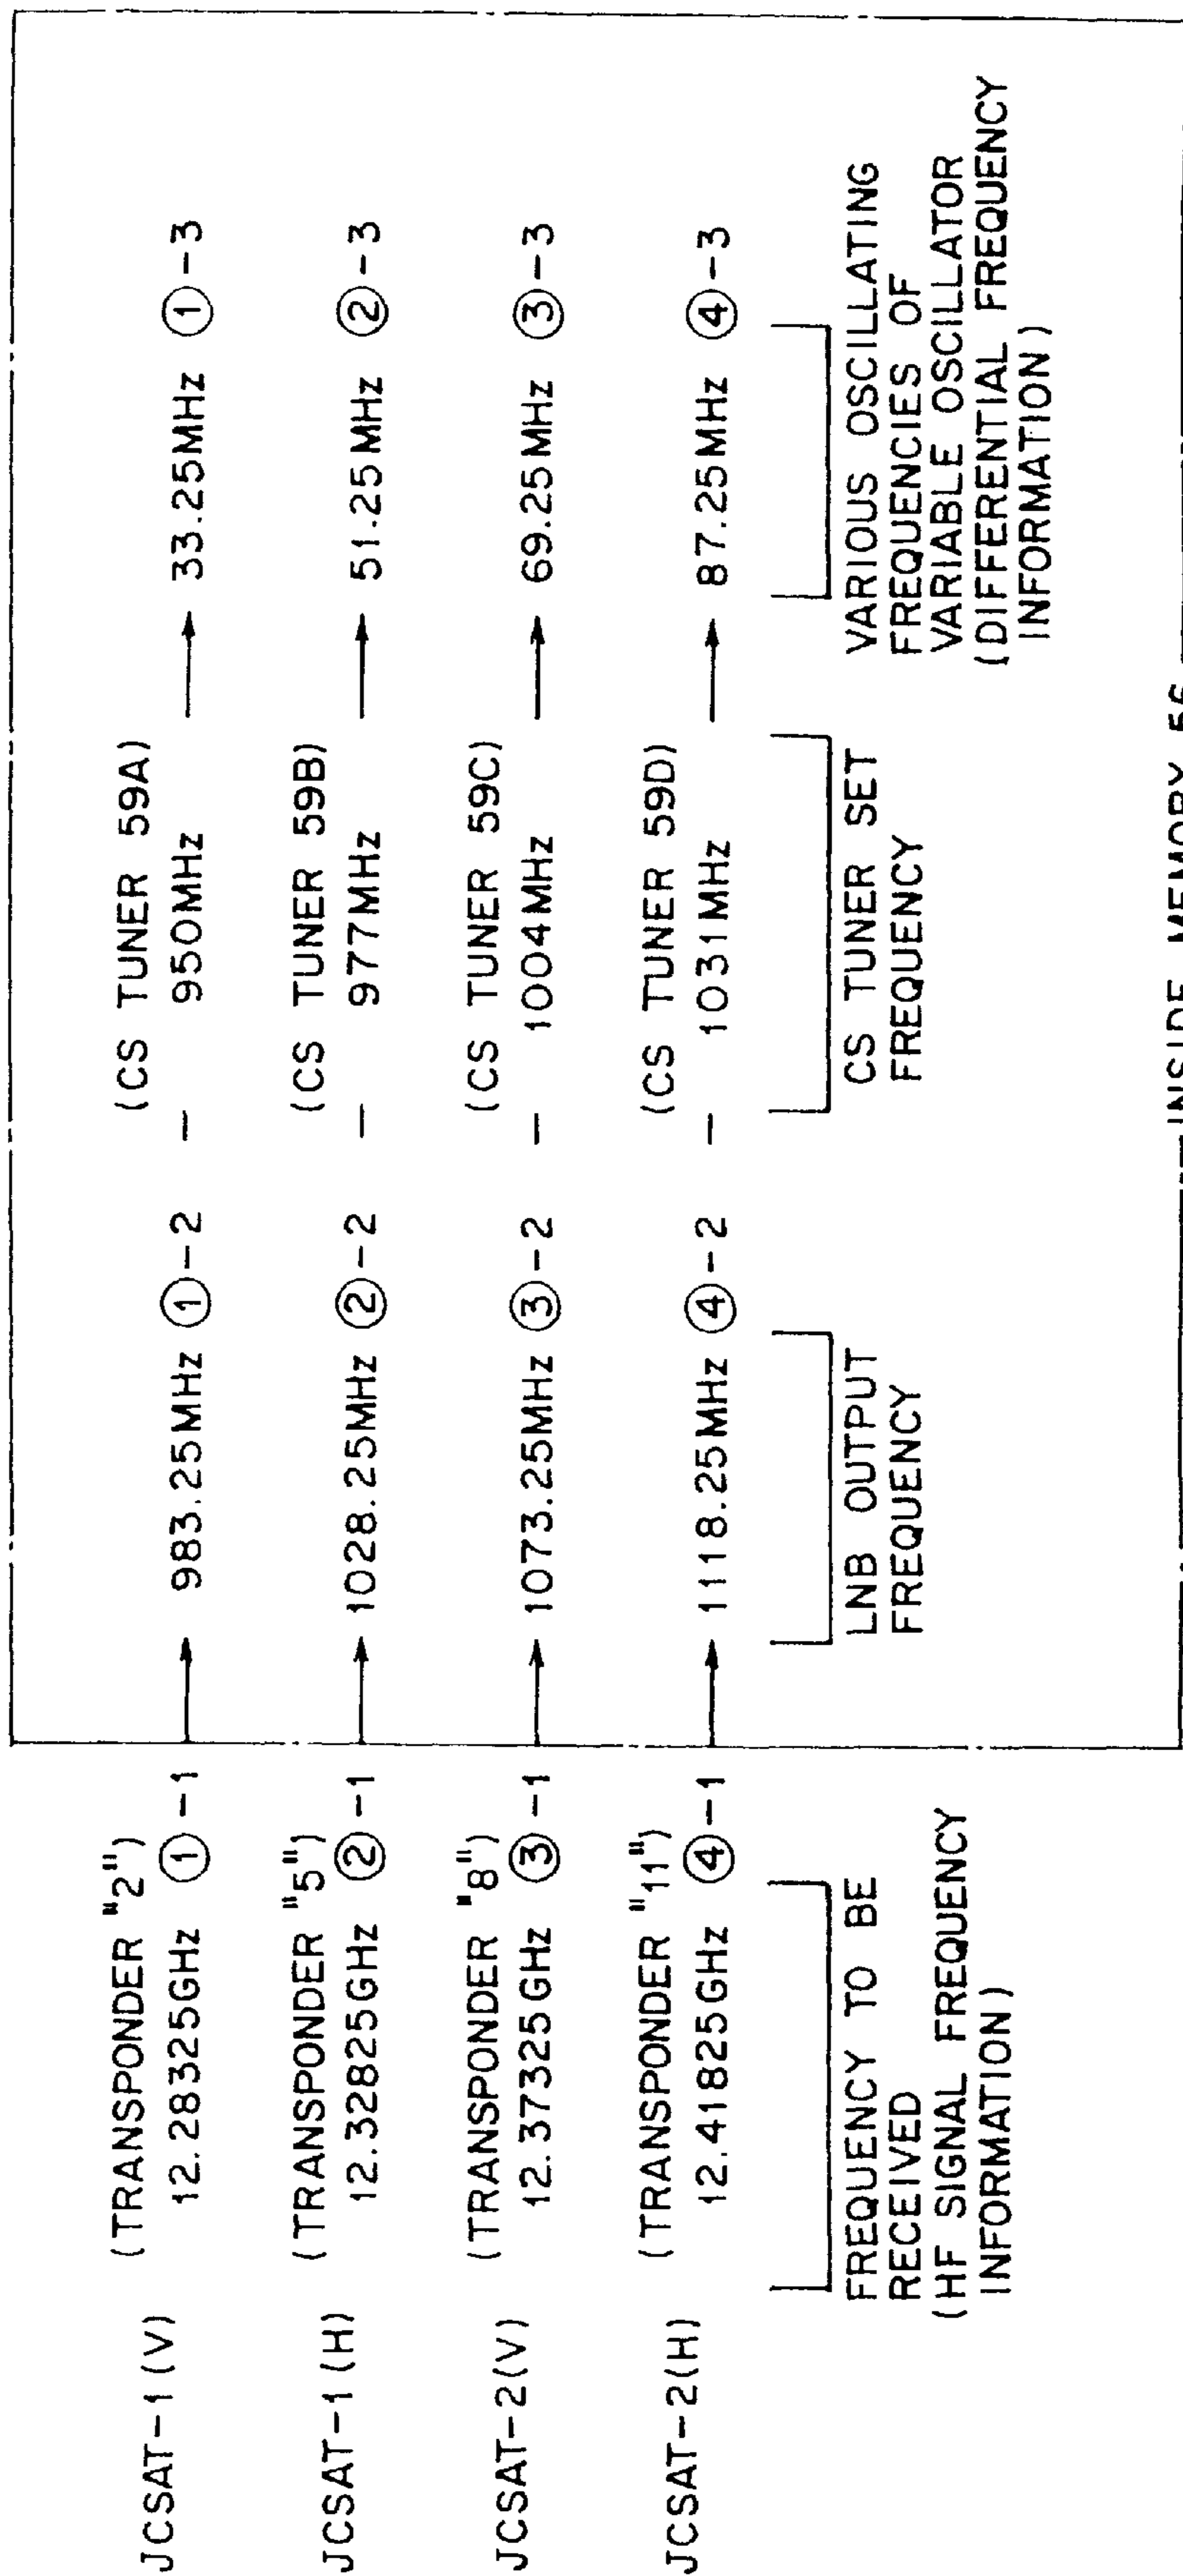 JCSAT-1 (V)
(TRANSPONDER "2")
12.28325GHz ①-1
983.25MHz ①-2
-
(CS TUNER 59A)
950MHz
33.25MHz ①-3
JCSAT-1 (H)
(TRANSPONDER "5")
12.32825GHz ②-1
1028.25MHz ②-2
-
(CS TUNER 59B)
977MHz
51.25MHz ②-3
JCSAT-2(V)
(TRANSPONDER "8")
12.37325GHz ③-1
1073.25MHz ③-2
-
(CS TUNER 59C)
1004MHz
69.25MHz ③-3
JCSAT-2(H)
(TRANSPONDER "11")
12.41825GHz ④-1
1118.25MHz ④-2
-
(CS TUNER 59D)
1031MHz
87.25MHz ④-3
FREQUENCY TO BE
RECEIVED
(HF SIGNAL FREQUENCY
INFORMATION)
LNB OUTPUT
FREQUENCY
CS TUNER SET
FREQUENCY
VARIOUS OSCILLATING
FREQUENCIES OF
VARIABLE OSCILLATOR
(DIFFERENTIAL FREQUENCY
INFORMATION)
INSIDE MEMORY 56